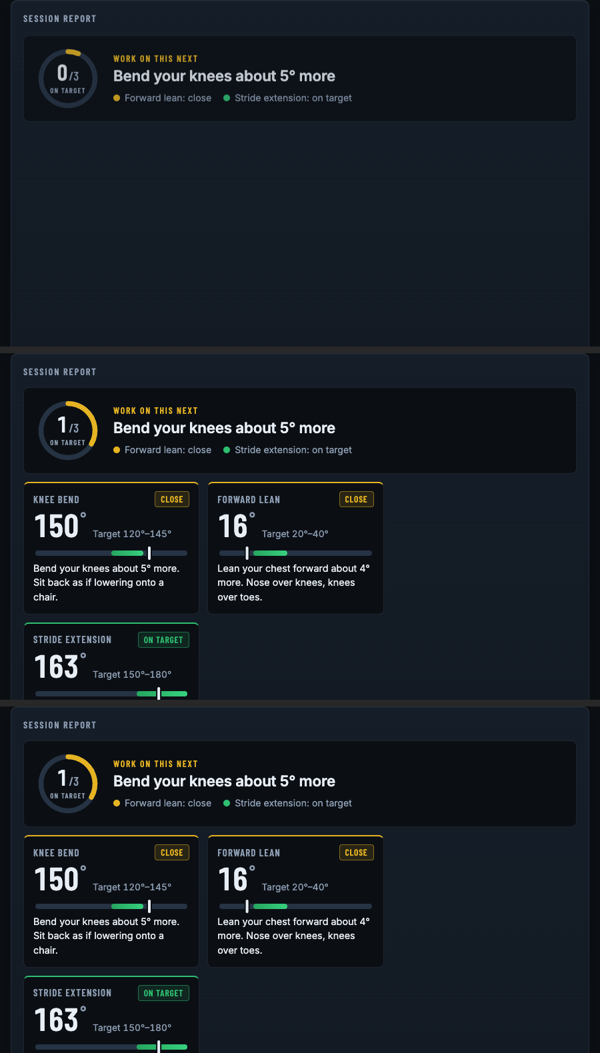 SESSION REPORT
0/3
ON TARGET
WORK ON THIS NEXT
Bend your knees about 5° more
Forward lean: close
Stride extension: on target
SESSION REPORT
1/3
ON TARGET
WORK ON THIS NEXT
Bend your knees about 5° more
Forward lean: close
Stride extension: on target
KNEE BEND
CLOSE
150°
Target 120°–145°
Bend your knees about 5° more.
Sit back as if lowering onto a
chair.
FORWARD LEAN
CLOSE
16°
Target 20°–40°
Lean your chest forward about 4°
more. Nose over knees, knees
over toes.
STRIDE EXTENSION
ON TARGET
163°
Target 150°–180°
SESSION REPORT
1/3
ON TARGET
WORK ON THIS NEXT
Bend your knees about 5° more
Forward lean: close
Stride extension: on target
KNEE BEND
CLOSE
150°
Target 120°–145°
Bend your knees about 5° more.
Sit back as if lowering onto a
chair.
FORWARD LEAN
CLOSE
16°
Target 20°–40°
Lean your chest forward about 4°
more. Nose over knees, knees
over toes.
STRIDE EXTENSION
ON TARGET
163°
Target 150°–180°